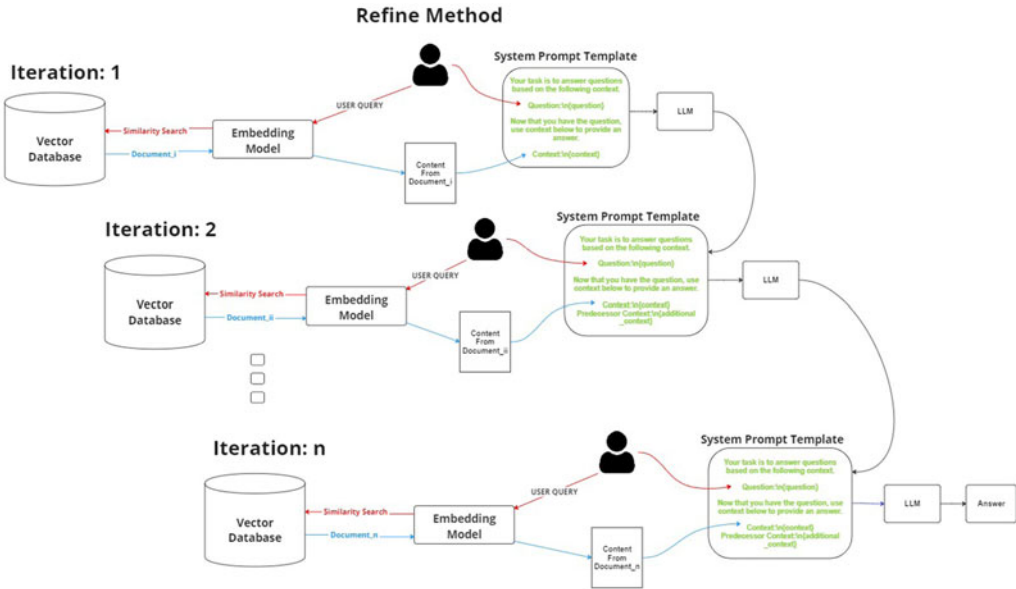 Refine Method
Iteration: 1
System Prompt Template
Your task is to answer questions
based on the following context.
Question:\n{question}
Now that you have the question,
use context below to provide an
answer.
Context:\n{context}
LLM
USER QUERY
Vector
Database
Similarity Search
Document_i
Embedding
Model
Content
From
Document_i
Iteration: 2
System Prompt Template
Your task is to answer questions
based on the following context.
Question:\n{question}
Now that you have the question, use
context below to provide an answer.
Context:\n{context}
Predecessor Context:\n{additional
_context}
LLM
USER QUERY
Vector
Database
Similarity Search
Document_ii
Embedding
Model
Content
From
Document_ii
Iteration: n
System Prompt Template
Your task is to answer questions
based on the following context.
Question:\n{question}
Now that you have the question, use
context below to provide an answer.
Context:\n{context}
Predecessor Context:\n{additional
_context}
LLM
Answer
USER QUERY
Vector
Database
Similarity Search
Document_n
Embedding
Model
Content
From
Document_n